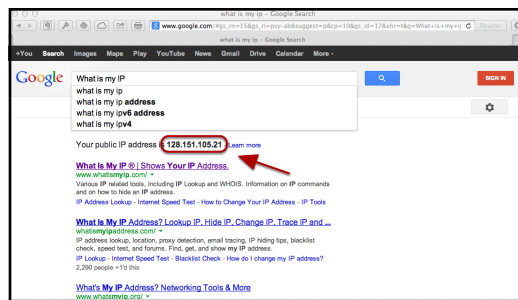 what is my ip – Google Search
www.google.com/#gs_rn=15&gs_ri=psy-ab&suggest=p&cp=10&gs_id=17&xhr=t&q=What+is+my+i
Reader
what is my ip – Google Search
+You Search Images Maps Play YouTube News Gmail Drive Calendar More
Google
What is my IP
SIGN IN
what is my ip
what is my ip address
what is my ipv6 address
what is my ipv4
Your public IP address is 128.151.105.21 - Learn more
What Is My IP ® | Shows Your IP Address.
www.whatismyip.com/
Various IP related tools, including IP Lookup and WHOIS. Information on IP commands
and on how to hide an IP address.
IP Address Lookup - Internet Speed Test - How to Change Your IP Address - IP Tools
What Is My IP Address? Lookup IP, Hide IP, Change IP, Trace IP and ...
whatismyipaddress.com/
IP address lookup, location, proxy detection, email tracing, IP hiding tips, blacklist
check, speed test, and forums. Find, get, and show my IP address.
IP Lookup - Internet Speed Test - Blacklist Check - How do I change my IP address?
2,290 people +1'd this
What's My IP Address? Networking Tools & More
www.whatsmyip.org/